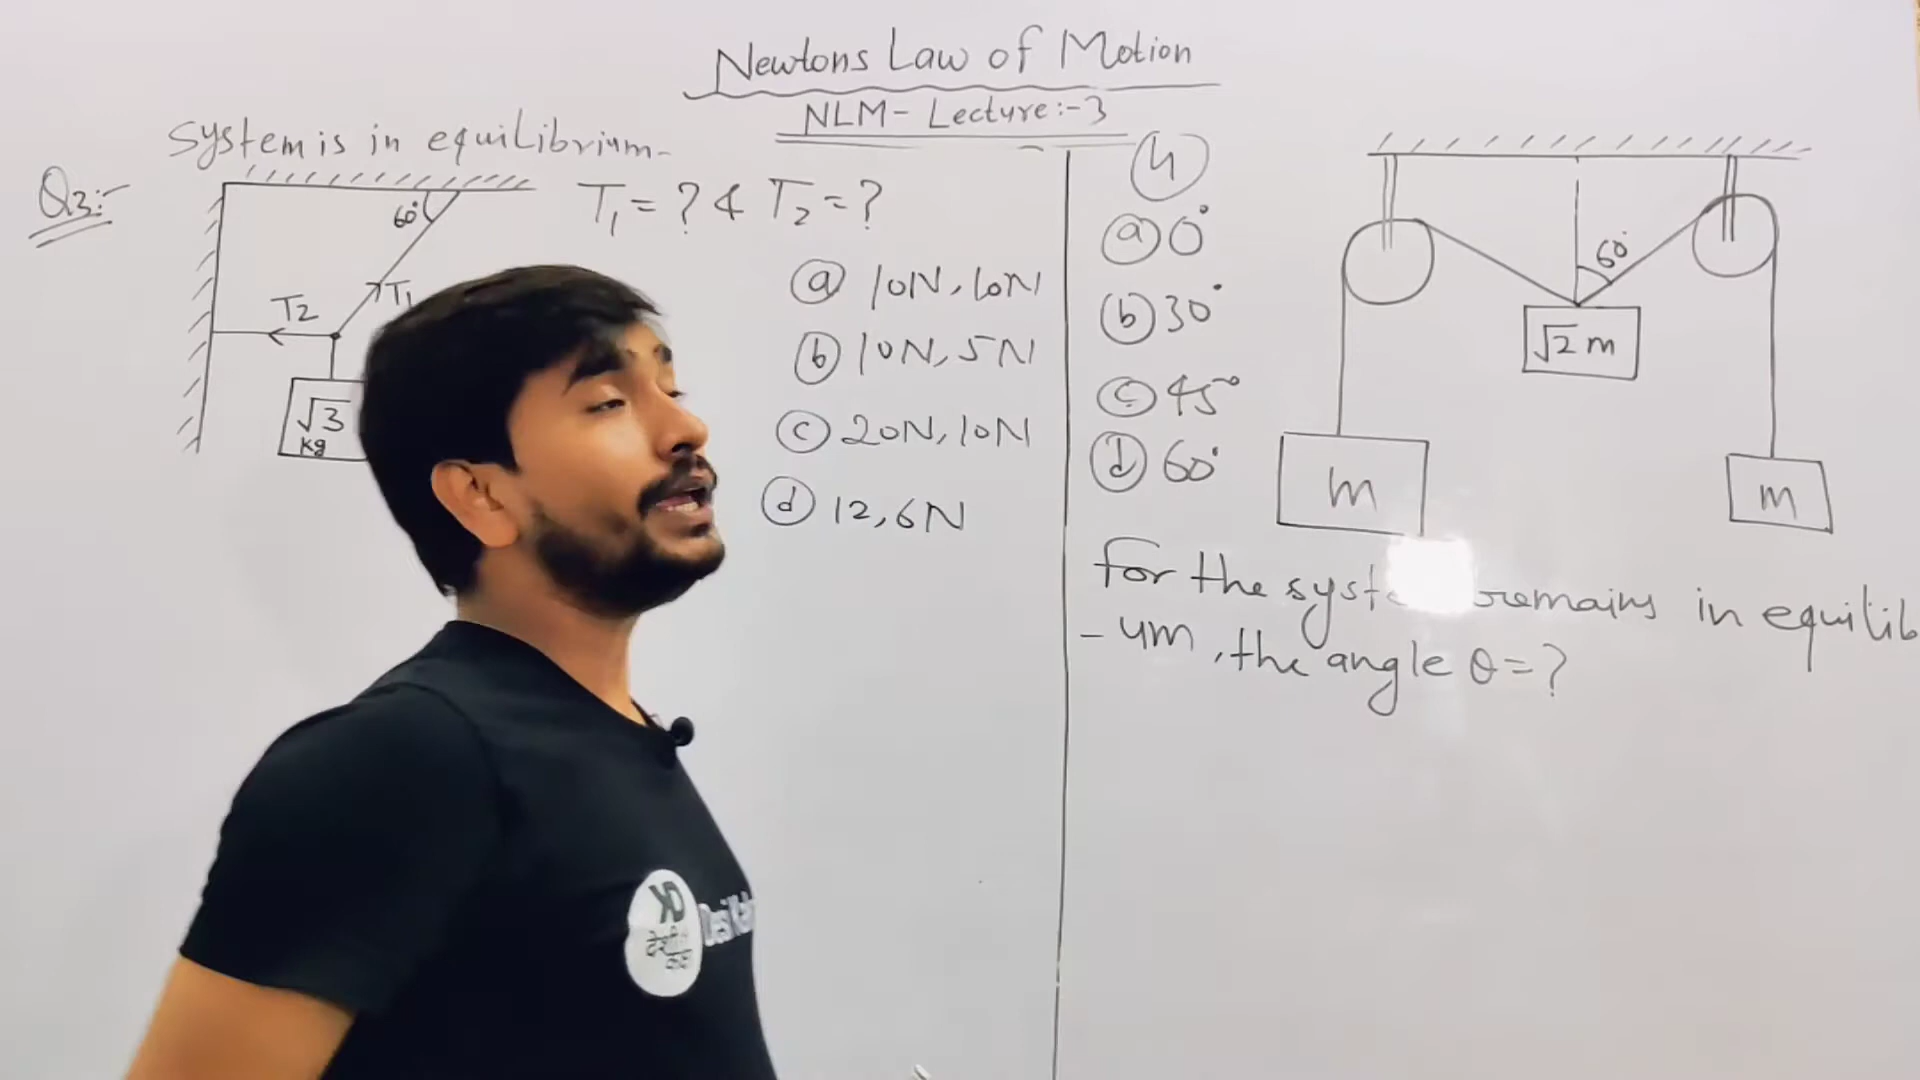 Newtons Law of Motion
NLM- Lecture:-3
System is in equilibrium-
Q3:-
T₁ = ? & T₂ = ?
60°
T₁
T₂
√3
kg
ⓐ 10N, 10N
ⓑ 10N, 5N
ⓒ 20N, 10N
ⓓ 12, 6N
④
ⓐ 0°
ⓑ 30°
ⓒ 45°
ⓓ 60°
60°
√2 m
m
m
for the remains in equilib
-um, the angle θ = ?
DK
देसी